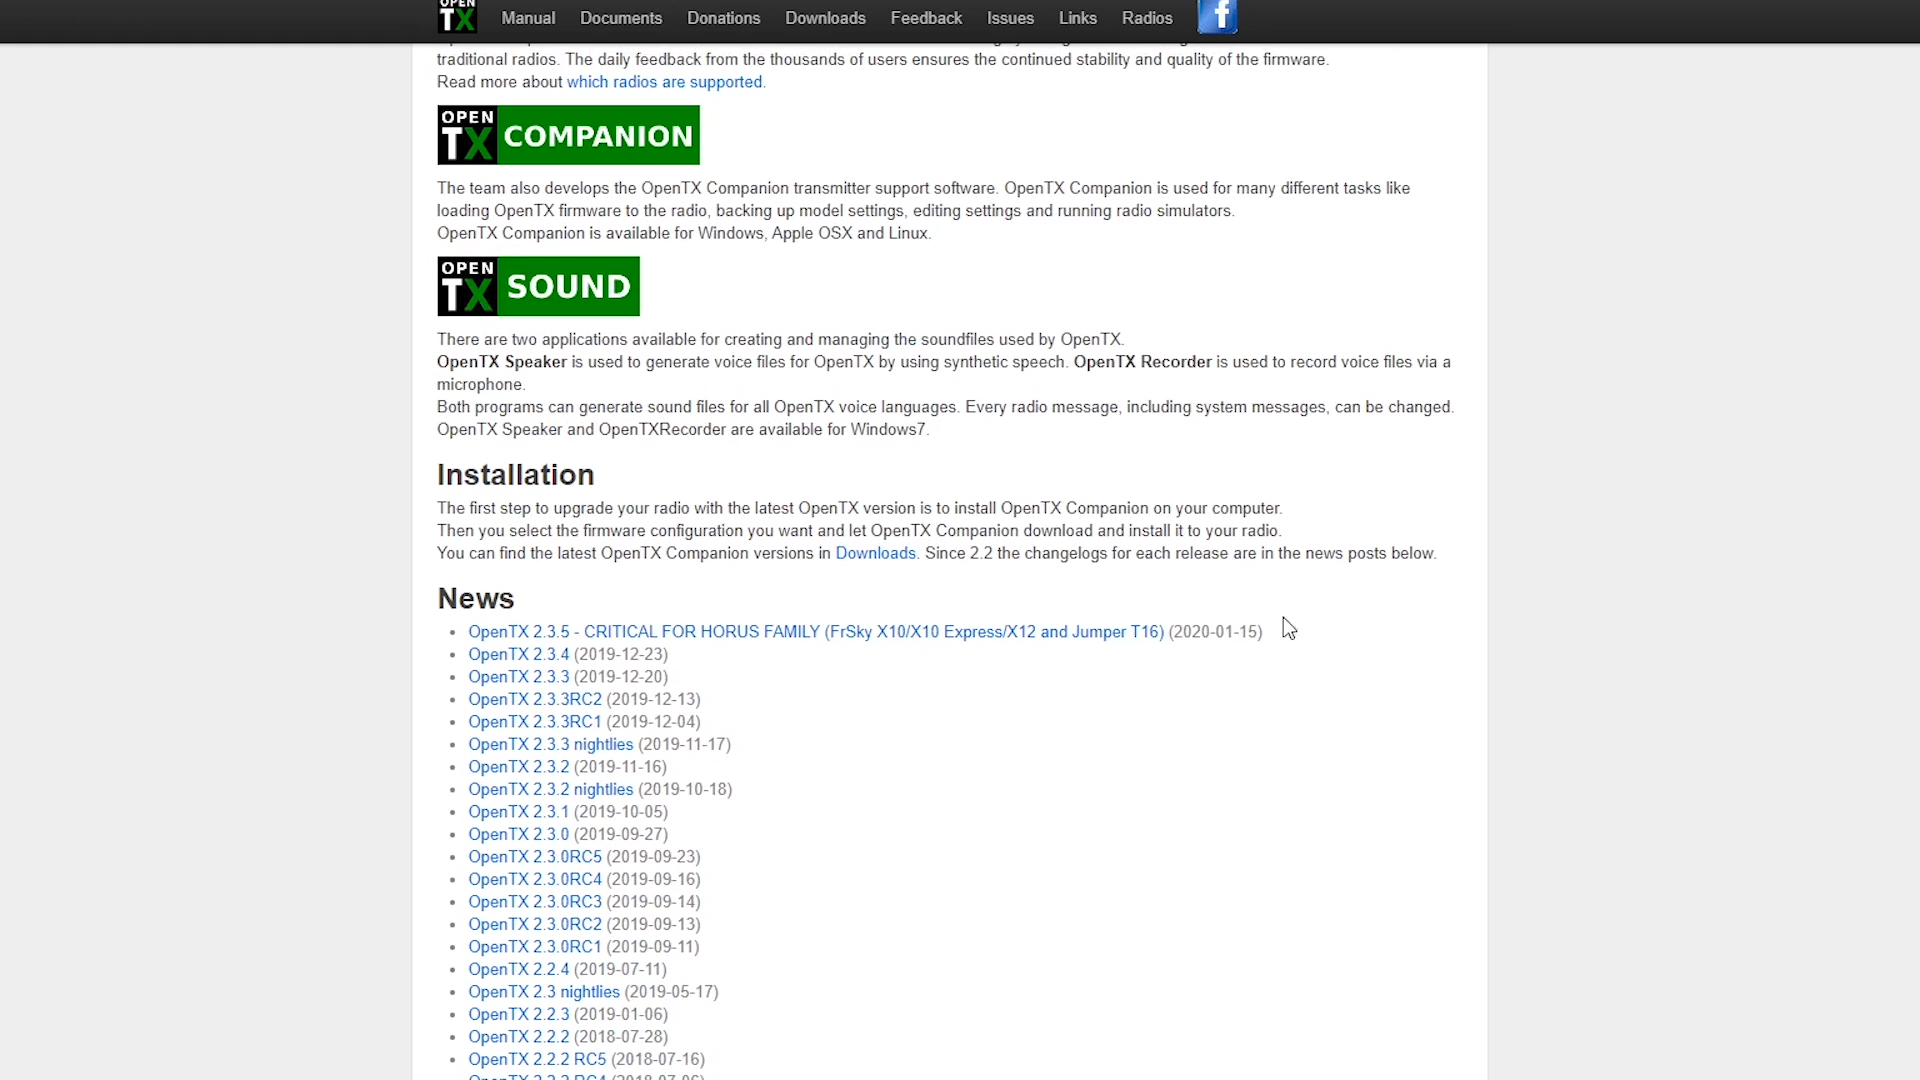 OPEN
TX
Manual
Documents
Donations
Downloads
Feedback
Issues
Links
Radios
f
traditional radios. The daily feedback from the thousands of users ensures the continued stability and quality of the firmware.
Read more about which radios are supported.
OPEN
TX COMPANION
The team also develops the OpenTX Companion transmitter support software. OpenTX Companion is used for many different tasks like
loading OpenTX firmware to the radio, backing up model settings, editing settings and running radio simulators.
OpenTX Companion is available for Windows, Apple OSX and Linux.
OPEN
TX SOUND
There are two applications available for creating and managing the soundfiles used by OpenTX.
OpenTX Speaker is used to generate voice files for OpenTX by using synthetic speech. OpenTX Recorder is used to record voice files via a
microphone.
Both programs can generate sound files for all OpenTX voice languages. Every radio message, including system messages, can be changed.
OpenTX Speaker and OpenTXRecorder are available for Windows7.
Installation
The first step to upgrade your radio with the latest OpenTX version is to install OpenTX Companion on your computer.
Then you select the firmware configuration you want and let OpenTX Companion download and install it to your radio.
You can find the latest OpenTX Companion versions in Downloads. Since 2.2 the changelogs for each release are in the news posts below.
News
• OpenTX 2.3.5 - CRITICAL FOR HORUS FAMILY (FrSky X10/X10 Express/X12 and Jumper T16) (2020-01-15)
• OpenTX 2.3.4 (2019-12-23)
• OpenTX 2.3.3 (2019-12-20)
• OpenTX 2.3.3RC2 (2019-12-13)
• OpenTX 2.3.3RC1 (2019-12-04)
• OpenTX 2.3.3 nightlies (2019-11-17)
• OpenTX 2.3.2 (2019-11-16)
• OpenTX 2.3.2 nightlies (2019-10-18)
• OpenTX 2.3.1 (2019-10-05)
• OpenTX 2.3.0 (2019-09-27)
• OpenTX 2.3.0RC5 (2019-09-23)
• OpenTX 2.3.0RC4 (2019-09-16)
• OpenTX 2.3.0RC3 (2019-09-14)
• OpenTX 2.3.0RC2 (2019-09-13)
• OpenTX 2.3.0RC1 (2019-09-11)
• OpenTX 2.2.4 (2019-07-11)
• OpenTX 2.3 nightlies (2019-05-17)
• OpenTX 2.2.3 (2019-01-06)
• OpenTX 2.2.2 (2018-07-28)
• OpenTX 2.2.2 RC5 (2018-07-16)
• OpenTX 2.2.2 RC4 (2018-07-06)